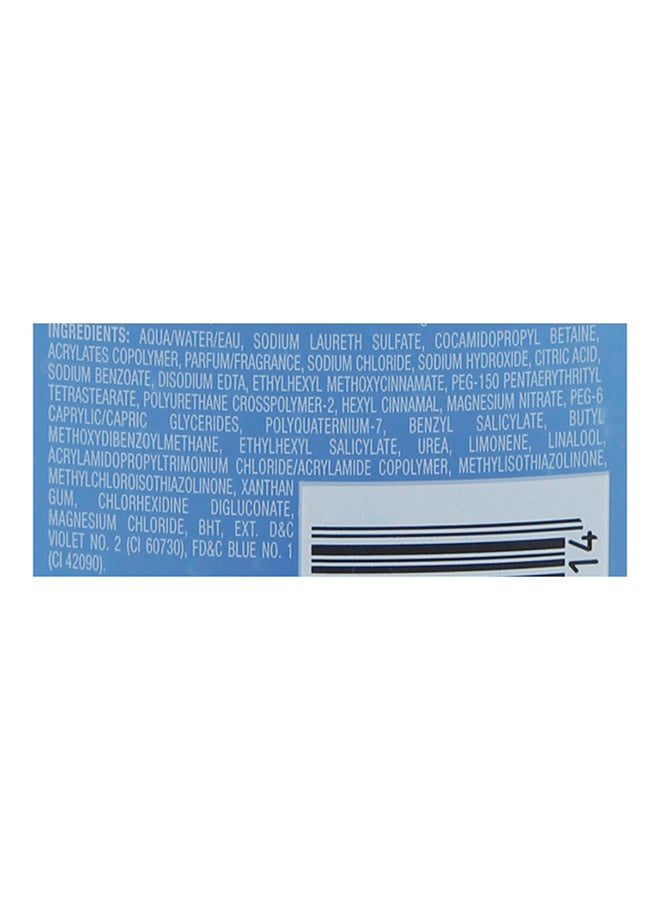 INGREDIENTS: AQUA/WATER/EAU, SODIUM LAURETH SULFATE, COCAMIDOPROPYL BETAINE,
ACRYLATES COPOLYMER, PARFUM/FRAGRANCE, SODIUM CHLORIDE, SODIUM HYDROXIDE, CITRIC ACID,
SODIUM BENZOATE, DISODIUM EDTA, ETHYLHEXYL METHOXYCINNAMATE, PEG-150 PENTAERYTHRITYL
TETRASTEARATE, POLYURETHANE CROSSPOLYMER-2, HEXYL CINNAMAL, MAGNESIUM NITRATE, PEG-6
CAPRYLIC/CAPRIC GLYCERIDES, POLYQUATERNIUM-7, BENZYL SALICYLATE, BUTYL
METHOXYDIBENZOYLMETHANE, ETHYLHEXYL SALICYLATE, UREA, LIMONENE, LINALOOL,
ACRYLAMIDOPROPYLTRIMONIUM CHLORIDE/ACRYLAMIDE COPOLYMER, METHYLISOTHIAZOLINONE,
METHYLCHLOROISOTHIAZOLINONE, XANTHAN
GUM, CHLORHEXIDINE DIGLUCONATE,
MAGNESIUM CHLORIDE, BHT, EXT. D&C
VIOLET NO. 2 (CI 60730), FD&C BLUE NO. 1
(CI 42090).
14